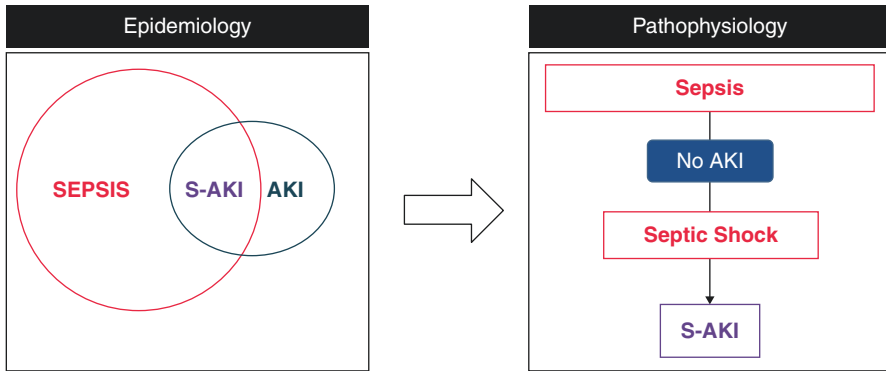 Epidemiology
SEPSIS
S-AKI
AKI
Pathophysiology
Sepsis
No AKI
Septic Shock
S-AKI